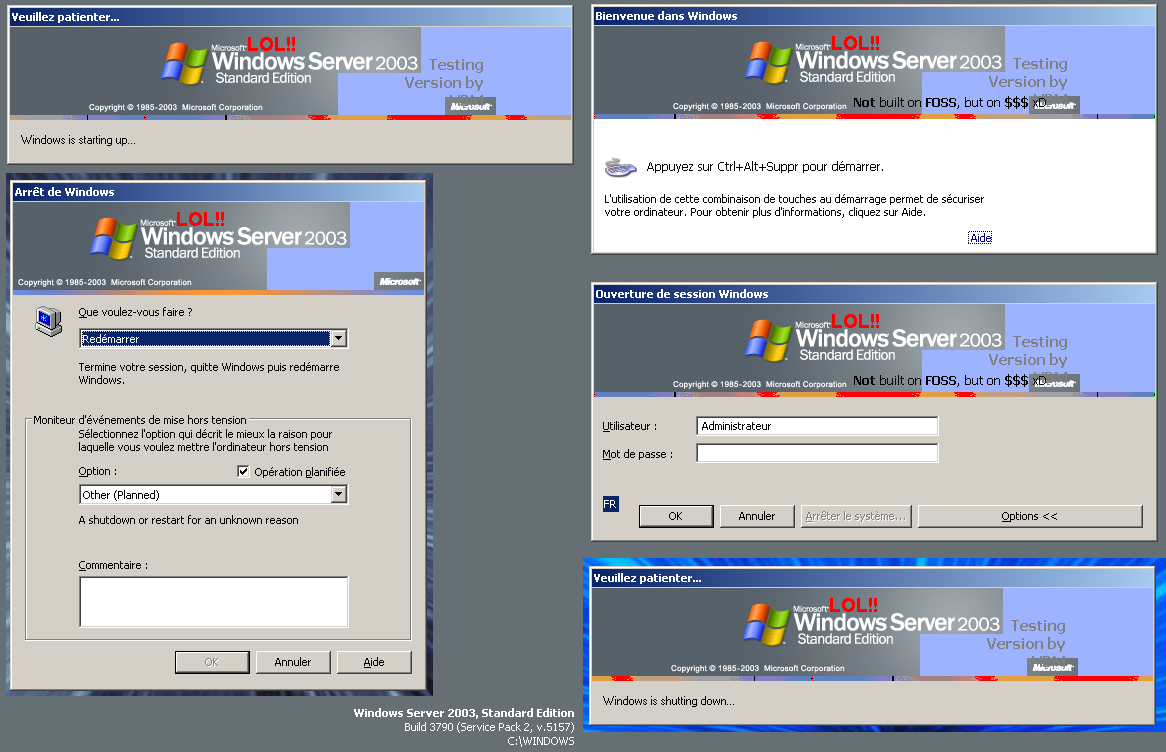 Veuillez patienter...
Microsoft® LOL!!
Windows Server 2003
Standard Edition
Testing
Version by
Copyright © 1985-2003 Microsoft Corporation
Microsoft
Windows is starting up...
Arrêt de Windows
Microsoft® LOL!!
Windows Server 2003
Standard Edition
Copyright © 1985-2003 Microsoft Corporation
Microsoft
Que voulez-vous faire ?
Redémarrer
Termine votre session, quitte Windows puis redémarre
Windows.
Moniteur d'événements de mise hors tension
Sélectionnez l'option qui décrit le mieux la raison pour
laquelle vous voulez mettre l'ordinateur hors tension
Option :
Opération planifiée
Other (Planned)
A shutdown or restart for an unknown reason
Commentaire :
OK Annuler Aide
Windows Server 2003, Standard Edition
Build 3790 (Service Pack 2, v.5157)
C:\WINDOWS
Bienvenue dans Windows
Microsoft® LOL!!
Windows Server 2003
Standard Edition
Testing
Version by
Copyright © 1985-2003 Microsoft Corporation
Not built on FOSS, but on $$$ xD
Microsoft
Appuyez sur Ctrl+Alt+Suppr pour démarrer.
L'utilisation de cette combinaison de touches au démarrage permet de sécuriser
votre ordinateur. Pour obtenir plus d'informations, cliquez sur Aide.
Aide
Ouverture de session Windows
Microsoft® LOL!!
Windows Server 2003
Standard Edition
Testing
Version by
Copyright © 1985-2003 Microsoft Corporation
Not built on FOSS, but on $$$ xD
Microsoft
Utilisateur :
Administrateur
Mot de passe :
FR
OK Annuler Arrêter le système... Options <<
Veuillez patienter...
Microsoft® LOL!!
Windows Server 2003
Standard Edition
Testing
Version by
Copyright © 1985-2003 Microsoft Corporation
Microsoft
Windows is shutting down...